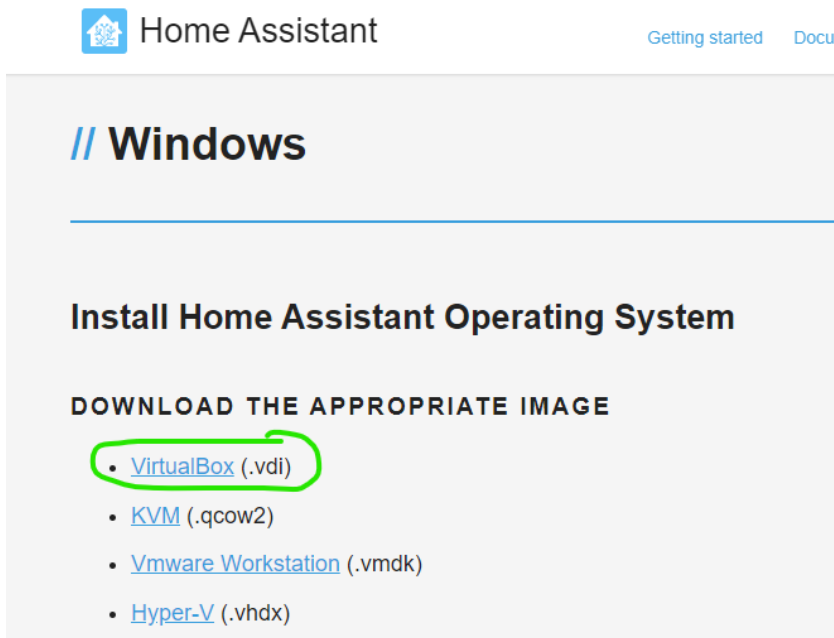 Home Assistant
Getting started Docu
// Windows
Install Home Assistant Operating System
DOWNLOAD THE APPROPRIATE IMAGE
• VirtualBox (.vdi)
• KVM (.qcow2)
• Vmware Workstation (.vmdk)
• Hyper-V (.vhdx)